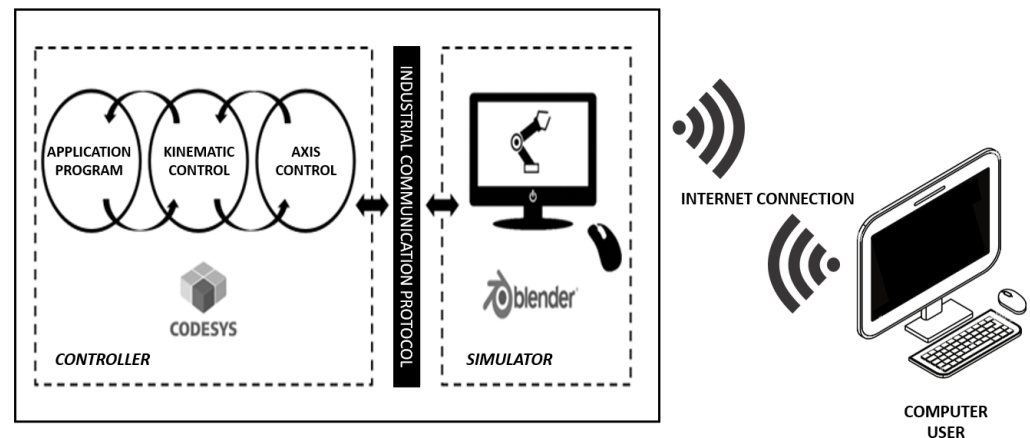 APPLICATION
PROGRAM
KINEMATIC
CONTROL
AXIS
CONTROL
CODESYS
CONTROLLER
INDUSTRIAL COMMUNICATION PROTOCOL
blender
SIMULATOR
INTERNET CONNECTION
COMPUTER
USER